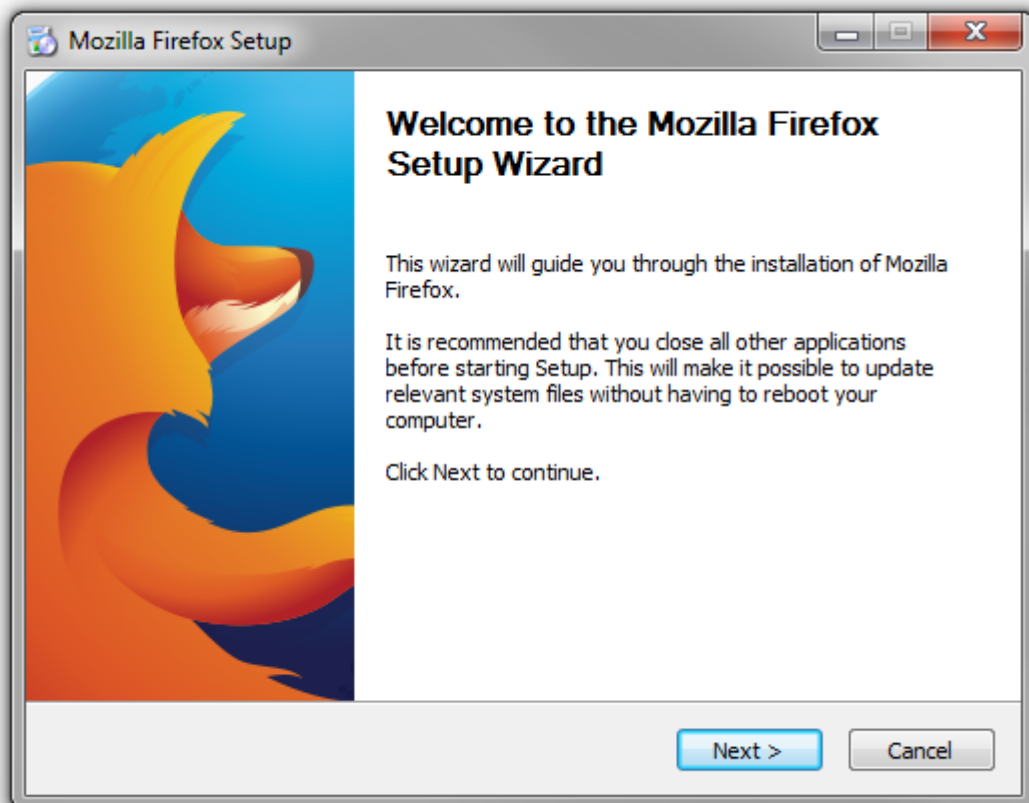 Mozilla Firefox Setup
Welcome to the Mozilla Firefox
Setup Wizard
This wizard will guide you through the installation of Mozilla
Firefox.
It is recommended that you close all other applications
before starting Setup. This will make it possible to update
relevant system files without having to reboot your
computer.
Click Next to continue.
Next >
Cancel